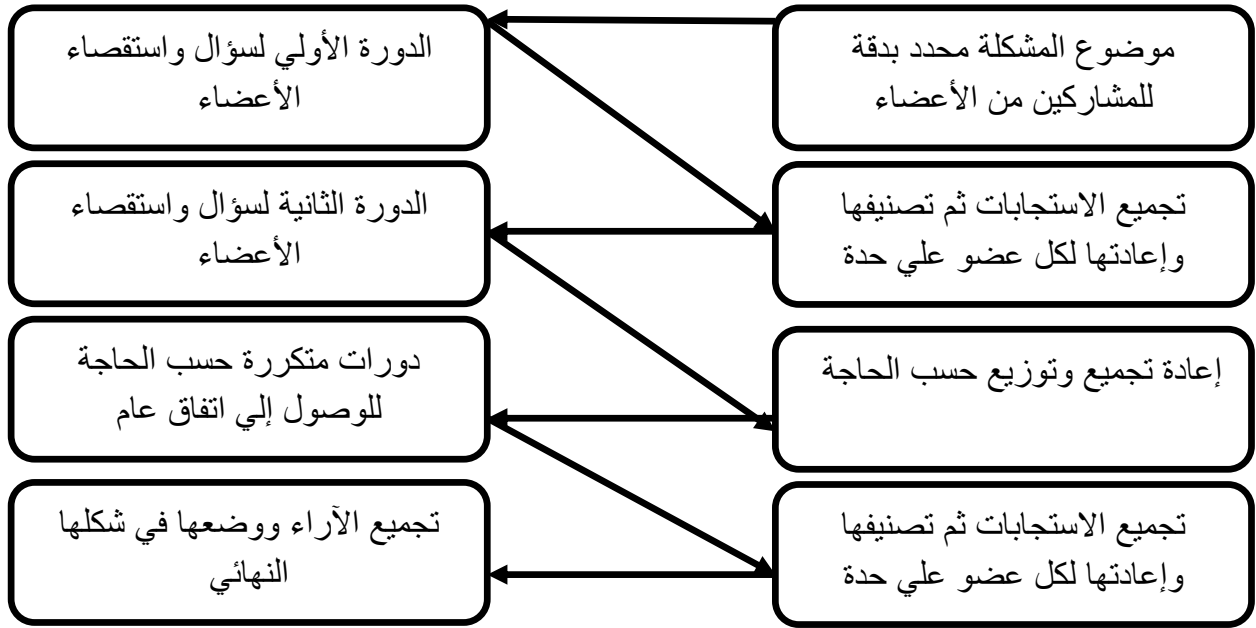 موضوع المشكلة محدد بدقة
للمشاركين من الأعضاء
الدورة الأولي لسؤال واستقصاء
الأعضاء
تجميع الاستجابات ثم تصنيفها
وإعادتها لكل عضو علي حدة
الدورة الثانية لسؤال واستقصاء
الأعضاء
إعادة تجميع وتوزيع حسب الحاجة
دورات متكررة حسب الحاجة
للوصول إلي اتفاق عام
تجميع الاستجابات ثم تصنيفها
وإعادتها لكل عضو علي حدة
تجميع الآراء ووضعها في شكلها
النهائي